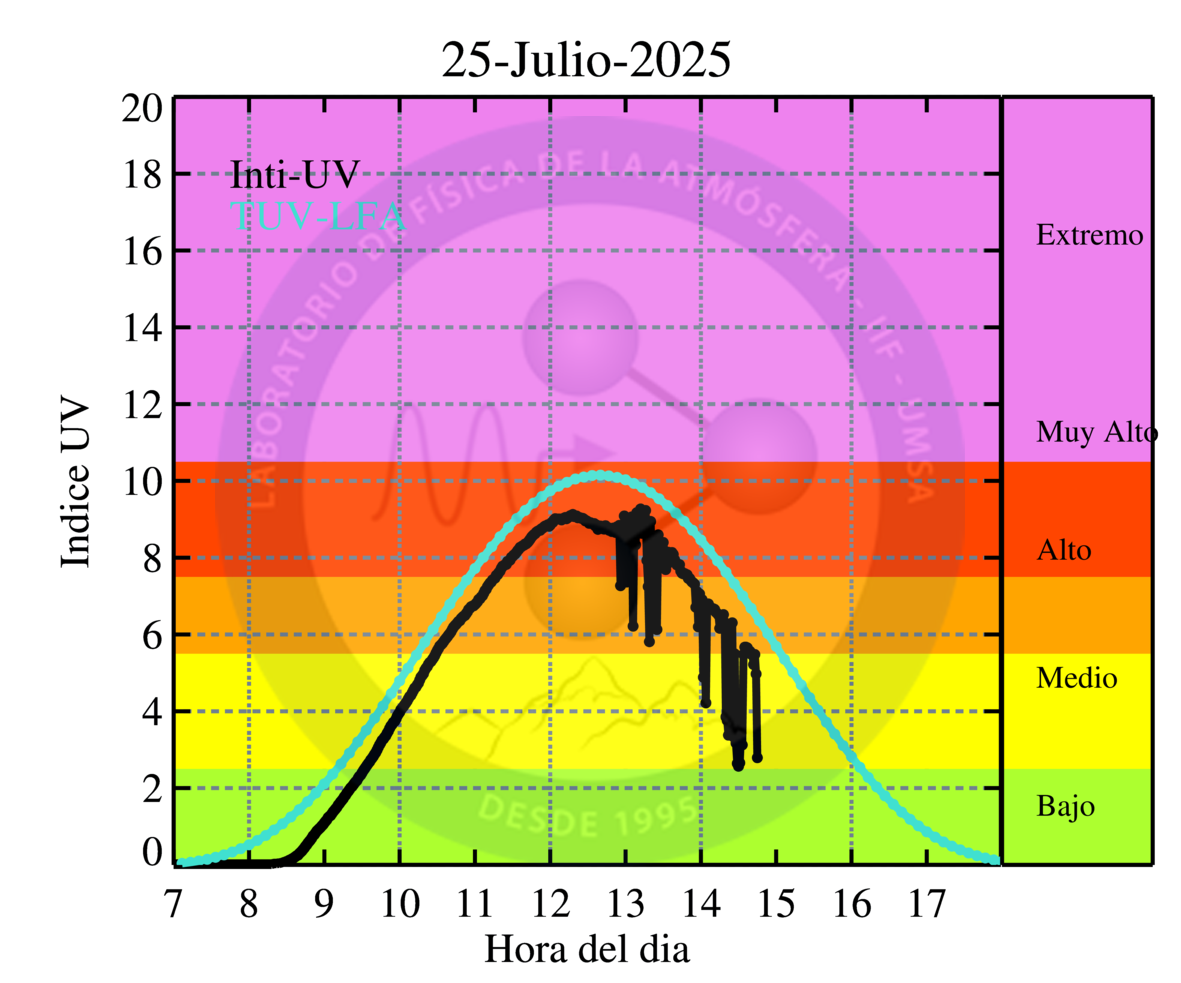 25-Julio-2025
Inti-UV
TUV-LFA
LABORATORIO DE FÍSICA DE LA ATMÓSFERA - IIF - UMSA
DESDE 1995
Indice UV
20
18
16
14
12
10
8
6
4
2
0
Extremo
Muy Alto
Alto
Medio
Bajo
7 8 9 10 11 12 13 14 15 16 17
Hora del dia